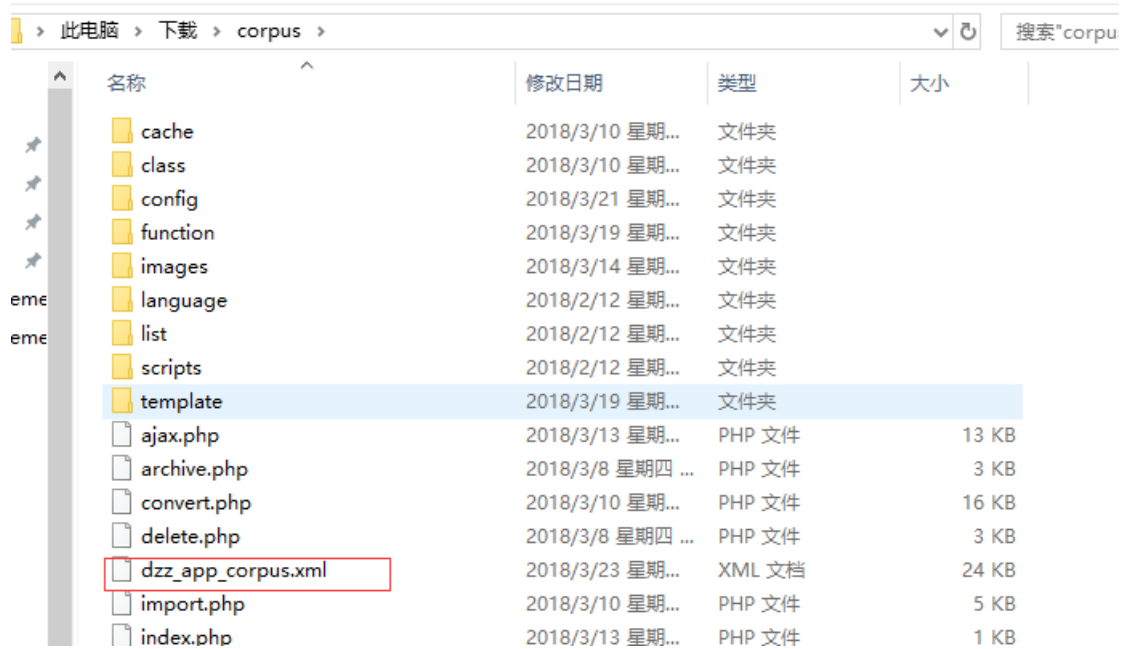 此电脑 > 下载 > corpus >
搜索"corpu
名称 修改日期 类型 大小
cache 2018/3/10 星期... 文件夹
class 2018/3/10 星期... 文件夹
config 2018/3/21 星期... 文件夹
function 2018/3/19 星期... 文件夹
images 2018/3/14 星期... 文件夹
eme language 2018/2/12 星期... 文件夹
eme list 2018/2/12 星期... 文件夹
scripts 2018/2/12 星期... 文件夹
template 2018/3/19 星期... 文件夹
ajax.php 2018/3/13 星期... PHP 文件 13 KB
archive.php 2018/3/8 星期四 ... PHP 文件 3 KB
convert.php 2018/3/10 星期... PHP 文件 16 KB
delete.php 2018/3/8 星期四 ... PHP 文件 3 KB
dzz_app_corpus.xml 2018/3/23 星期... XML 文档 24 KB
import.php 2018/3/10 星期... PHP 文件 5 KB
index.php 2018/3/13 星期... PHP 文件 1 KB